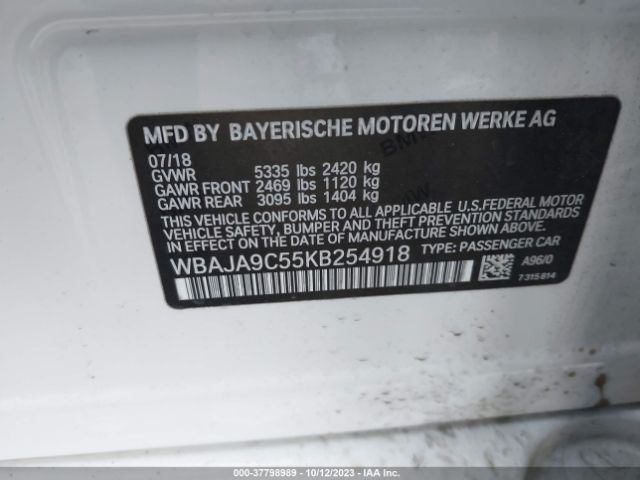 MFD BY BAYERISCHE MOTOREN WERKE AG
07/18
GVWR 5335 lbs 2420 kg
GAWR FRONT 2469 lbs 1120 kg
GAWR REAR 3095 lbs 1404 kg
THIS VEHICLE CONFORMS TO ALL APPLICABLE U.S.FEDERAL MOTOR
VEHICLE SAFETY, BUMPER, AND THEFT PREVENTION STANDARDS
IN EFFECT ON THE DATE OF MANUFACTURE SHOWN ABOVE.
WBAJA9C55KB254918 TYPE: PASSENGER CAR
A96/0
7315814
000-37798989 - 10/12/2023 - IAA Inc.